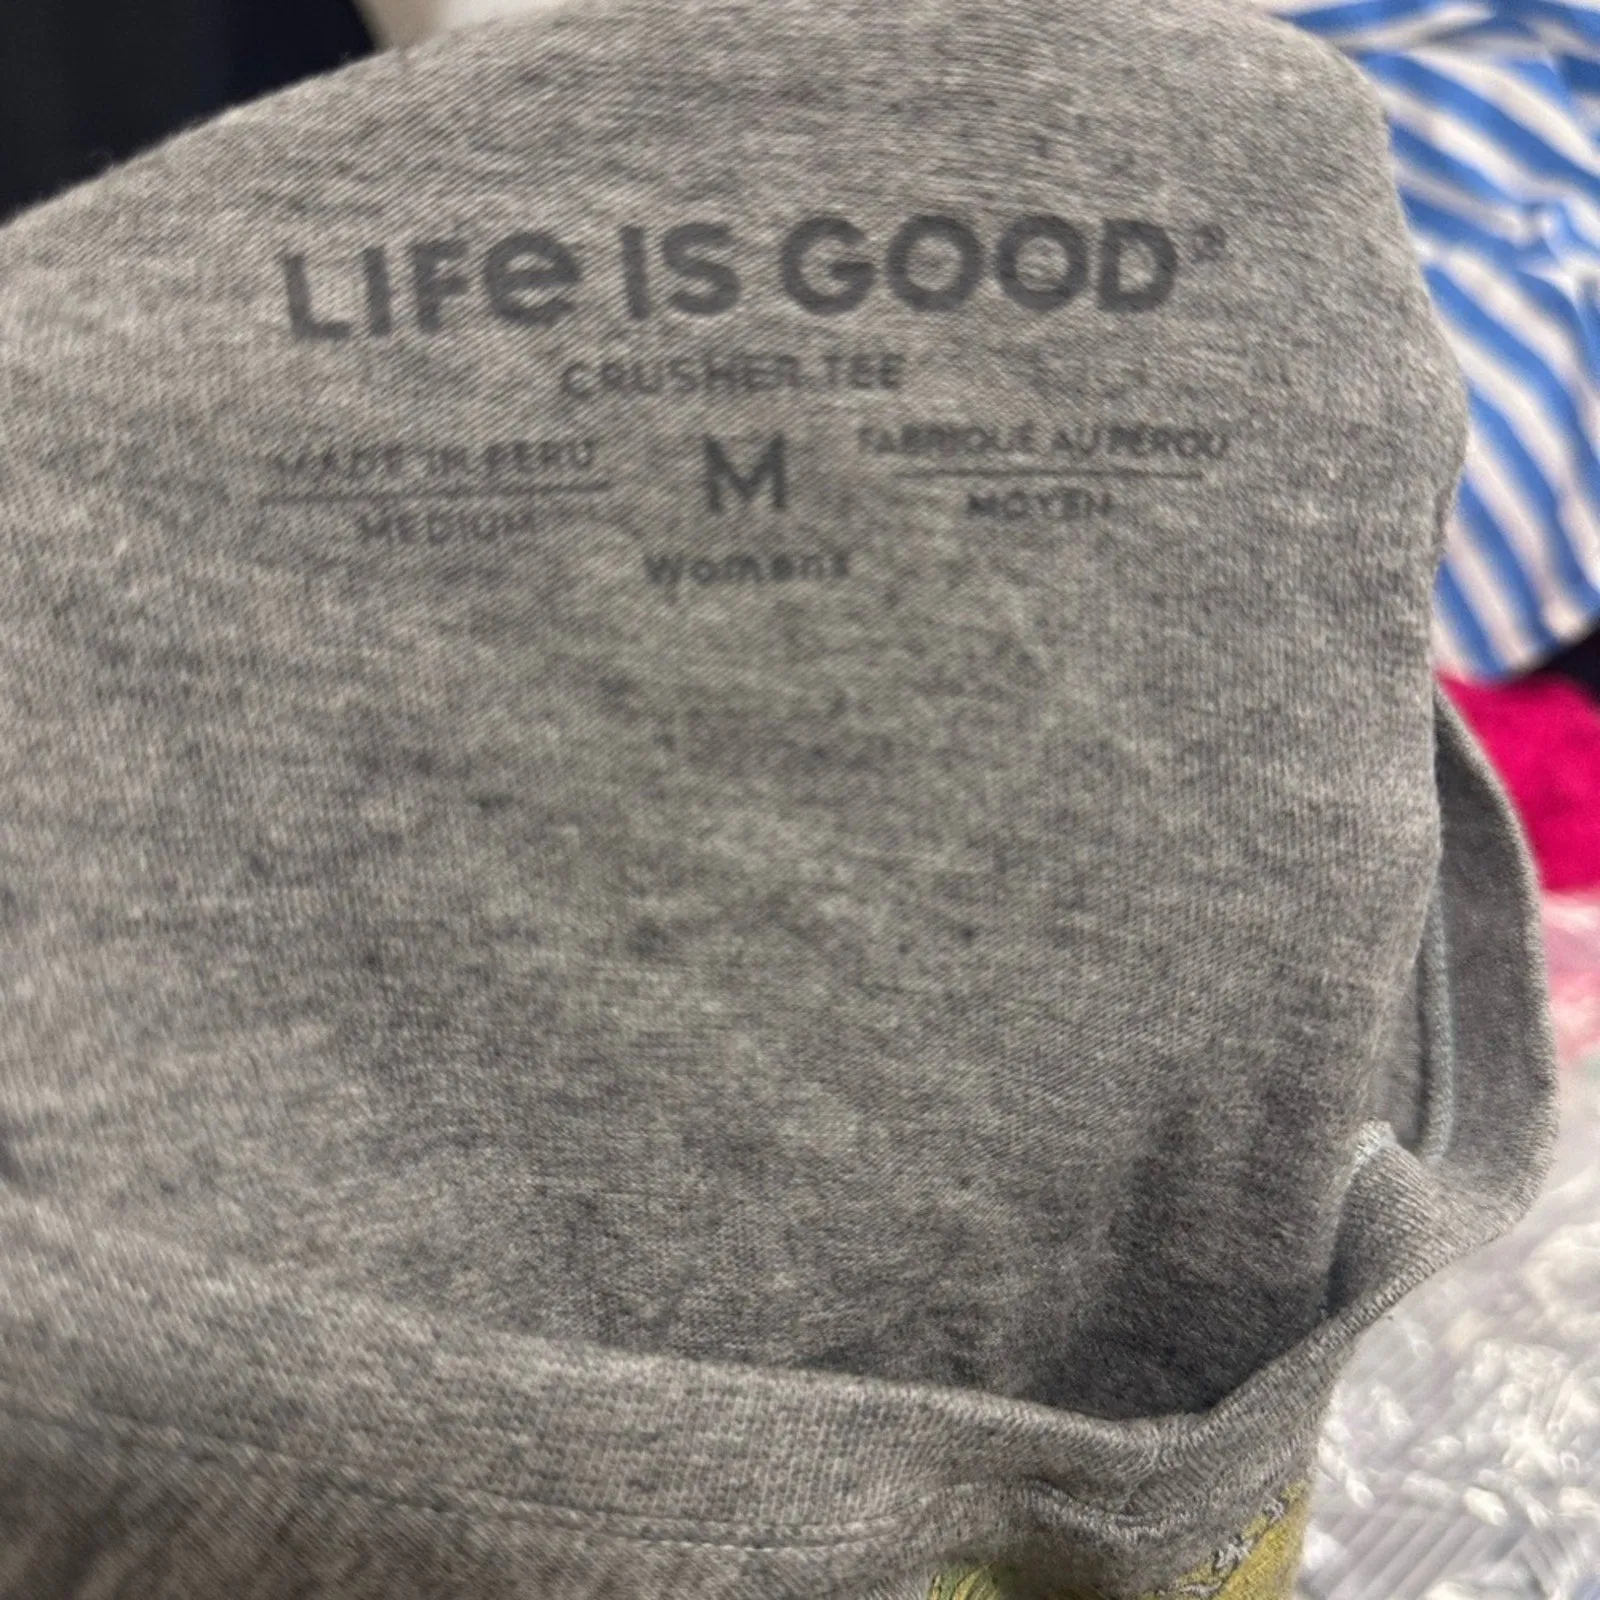 LIFe IS GOOD®
CRUSHER TEE
MADE IN PERU
MEDIUM
M
Womens
FABRIQUÉ AU PÉROU
MOYEN